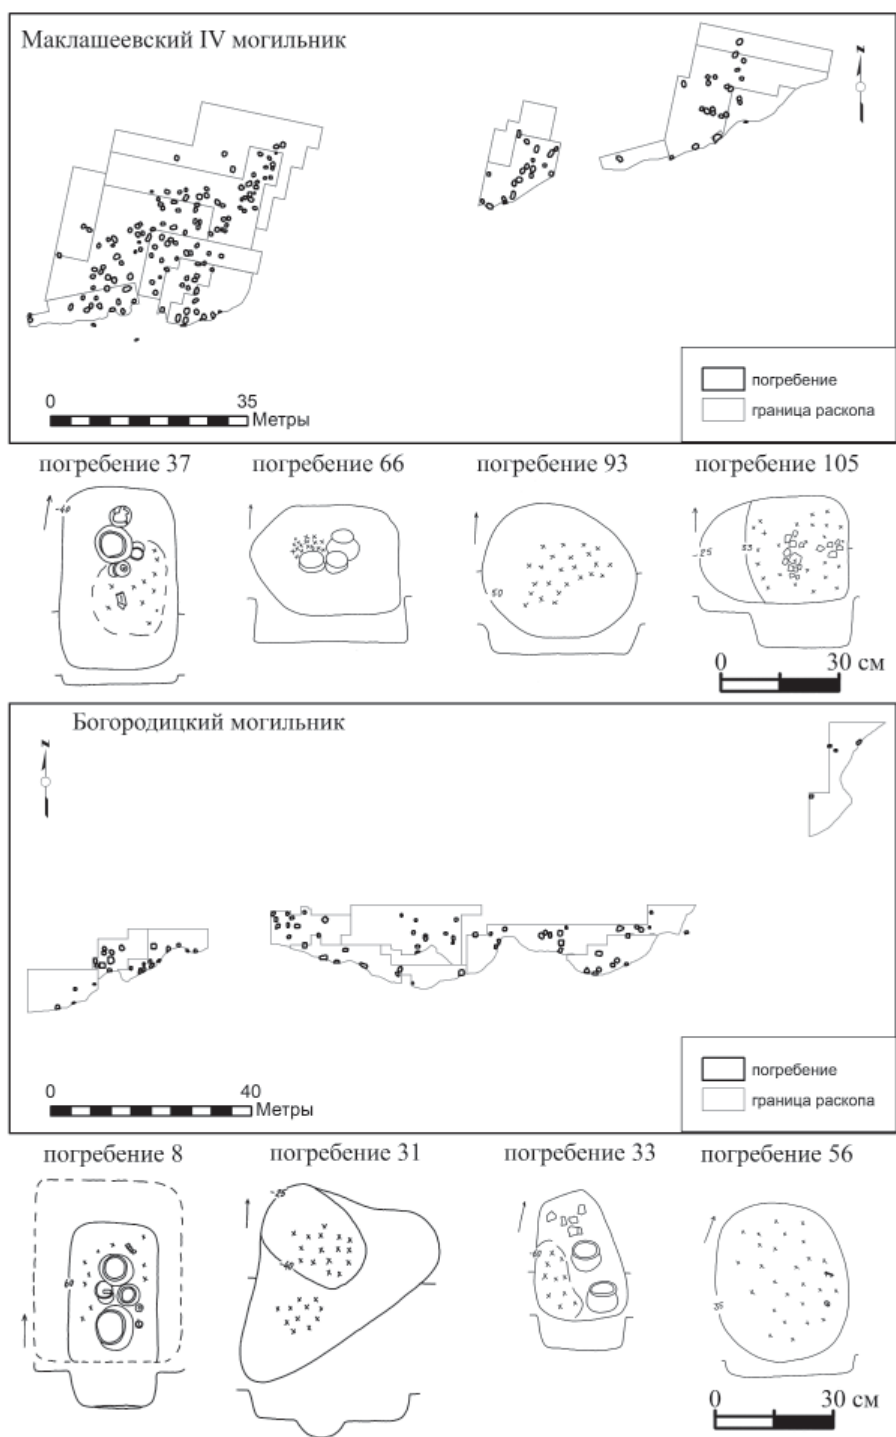 Маклашеевский IV могильник
N
0 35
Метры
погребение
граница раскопа
погребение 37
погребение 66
погребение 93
погребение 105
-40
50
-25
53
0 30 см
Богородицкий могильник
N
0 40
Метры
погребение
граница раскопа
погребение 8
погребение 31
погребение 33
погребение 56
60
-25
-40
-60
35
0 30 см